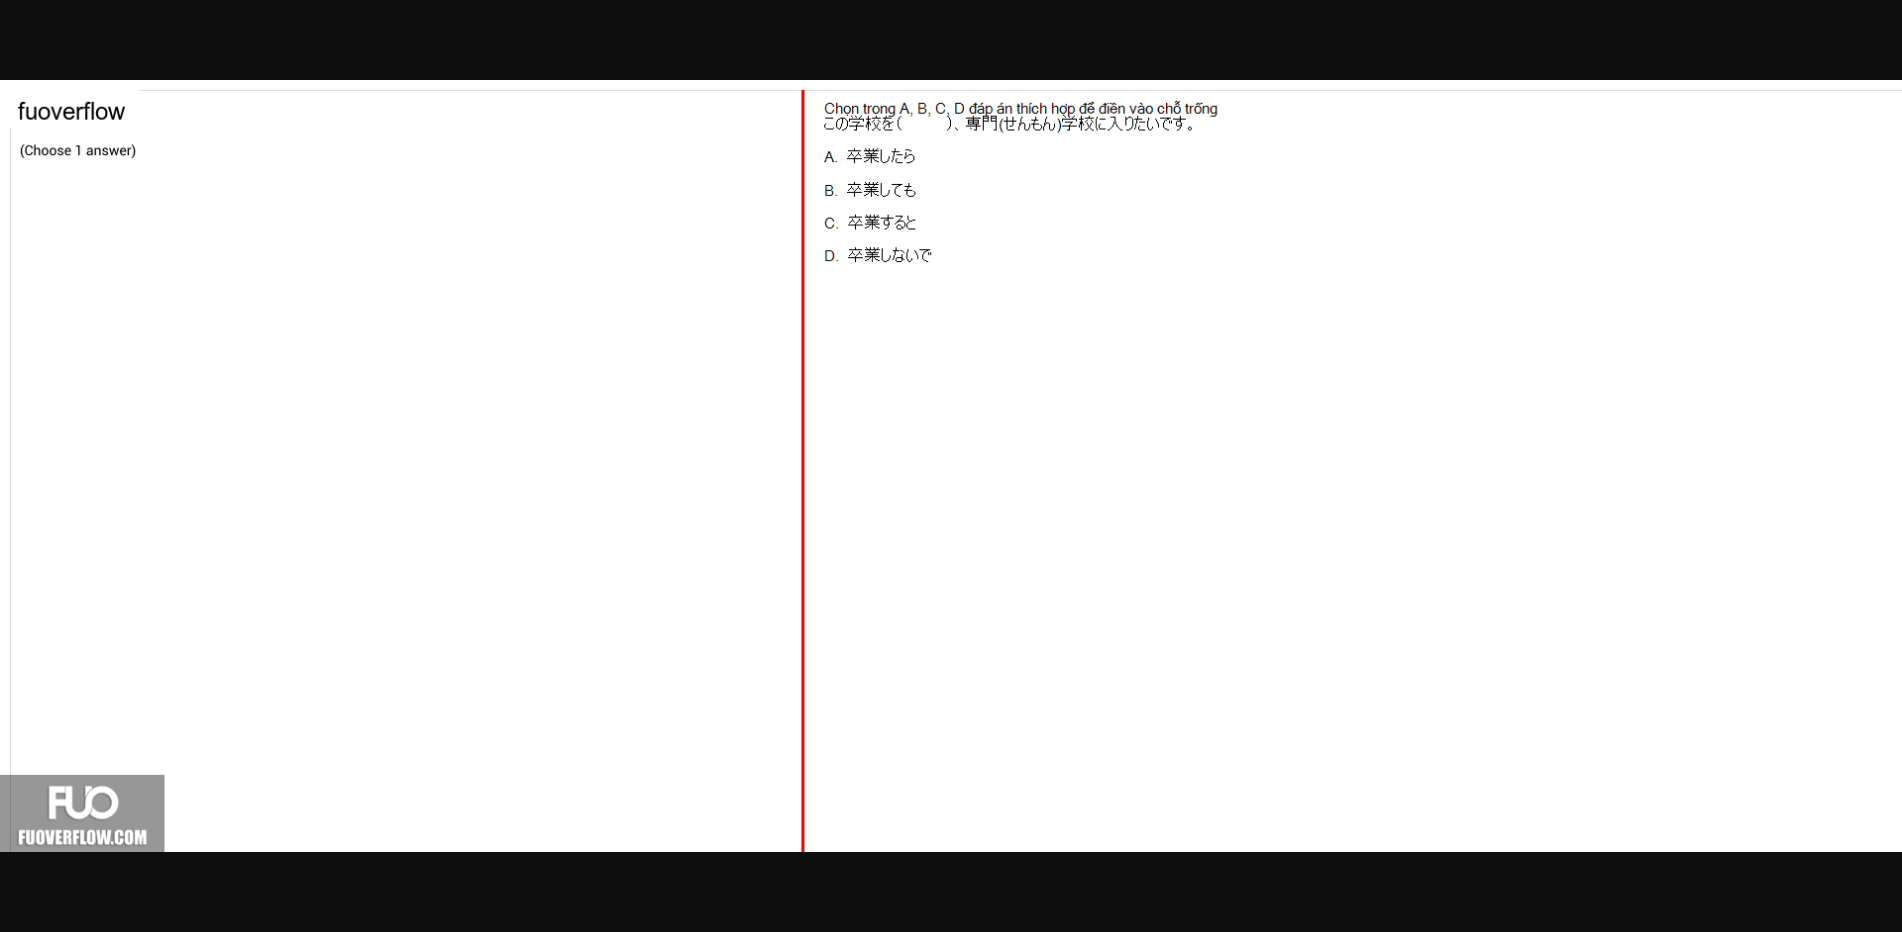 fuoverflow
(Choose 1 answer)
Chọn trong A, B, C, D đáp án thích hợp để điền vào chỗ trống
この学校を(　　　)、専門(せんもん)学校に入りたいです。
A. 卒業したら
B. 卒業しても
C. 卒業すると
D. 卒業しないで
FUO
FUOVERFLOW.COM